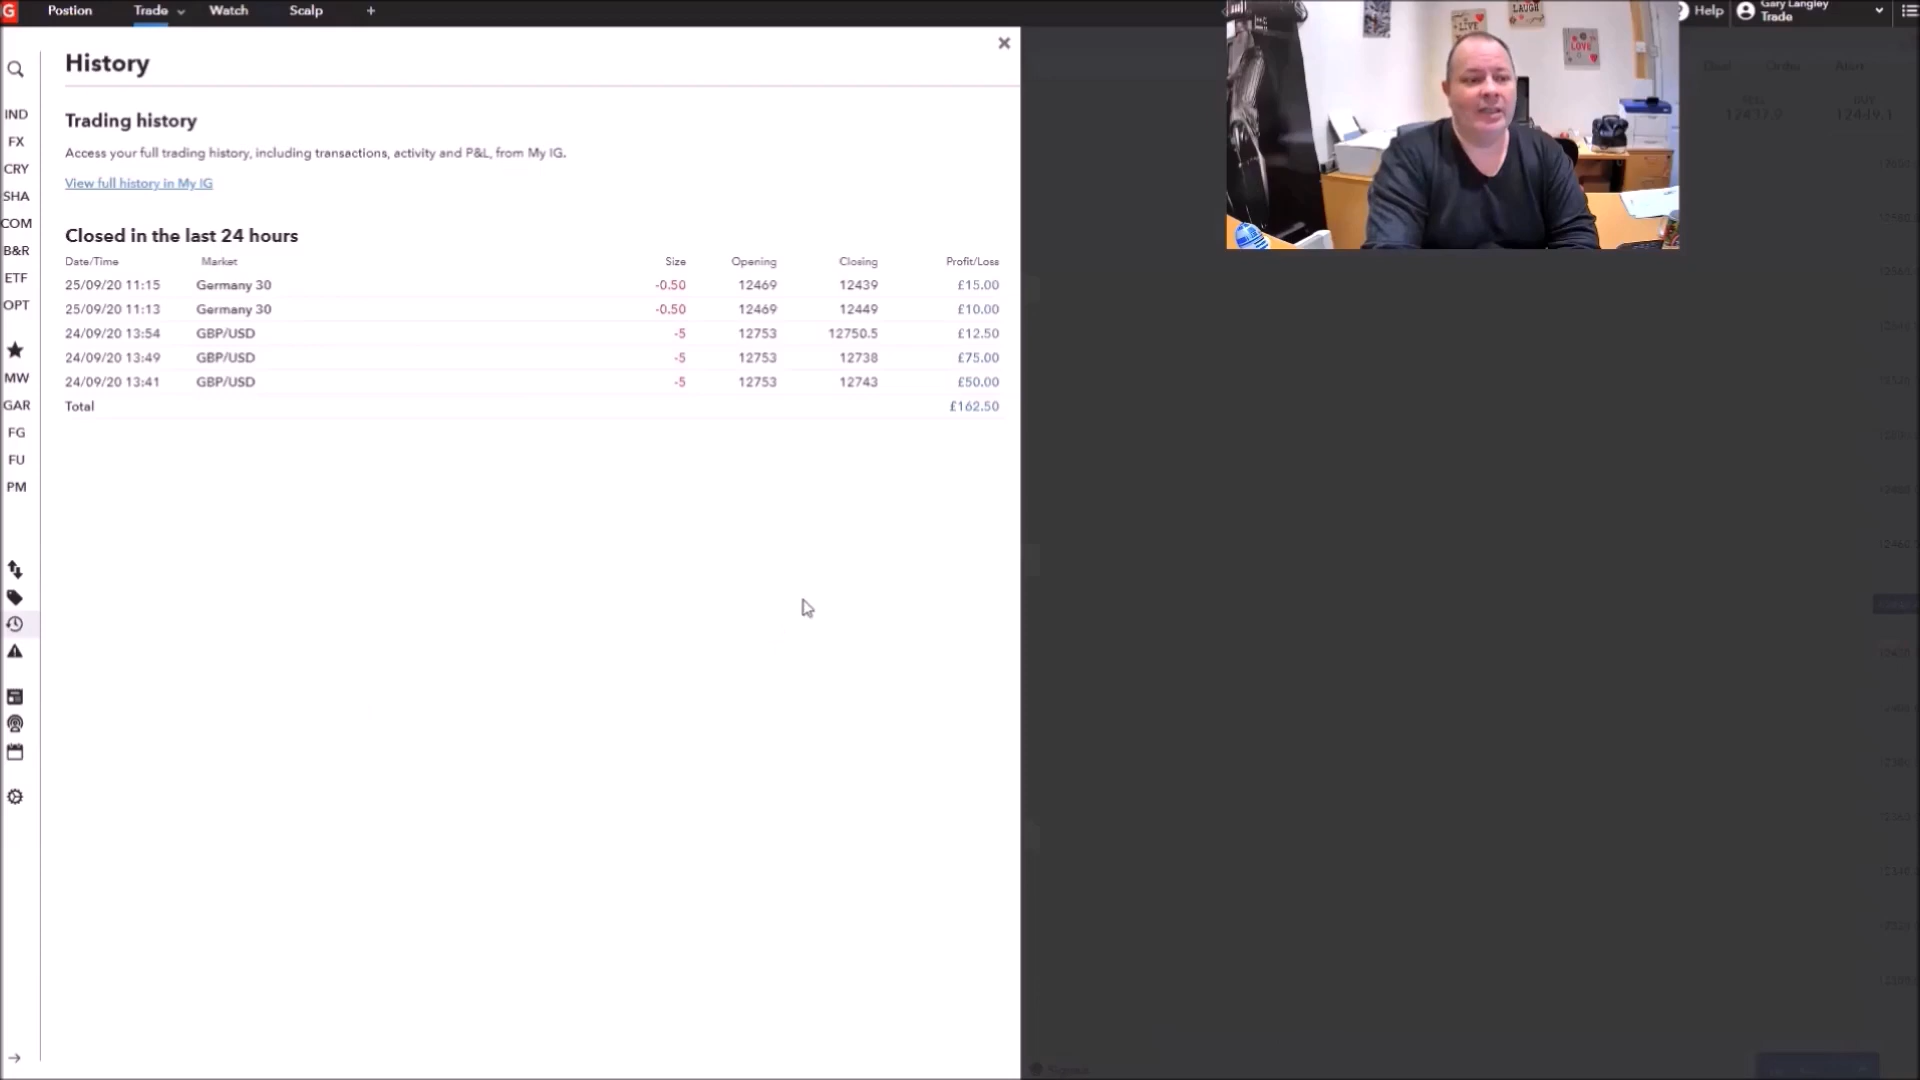 G Postion Trade Watch Scalp +
Help Gary Langley
Trade
History
Trading history
Access your full trading history, including transactions, activity and P&L, from My IG.
View full history in My IG
Closed in the last 24 hours
Date/Time Market Size Opening Closing Profit/Loss
25/09/20 11:15 Germany 30 -0.50 12469 12439 £15.00
25/09/20 11:13 Germany 30 -0.50 12469 12449 £10.00
24/09/20 13:54 GBP/USD -5 12753 12750.5 £12.50
24/09/20 13:49 GBP/USD -5 12753 12738 £75.00
24/09/20 13:41 GBP/USD -5 12753 12743 £50.00
Total £162.50
IND
FX
CRY
SHA
COM
B&R
ETF
OPT
MW
GAR
FG
FU
PM
LIVE
LAUGH
LOVE